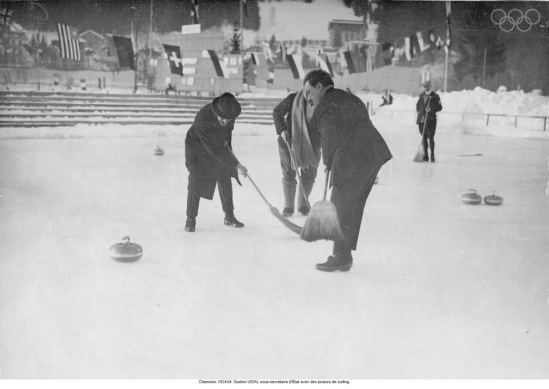 Chamonix 1924-M. Gaston VIDAL sous-secrétaire d'Etat avec des joueurs de curling